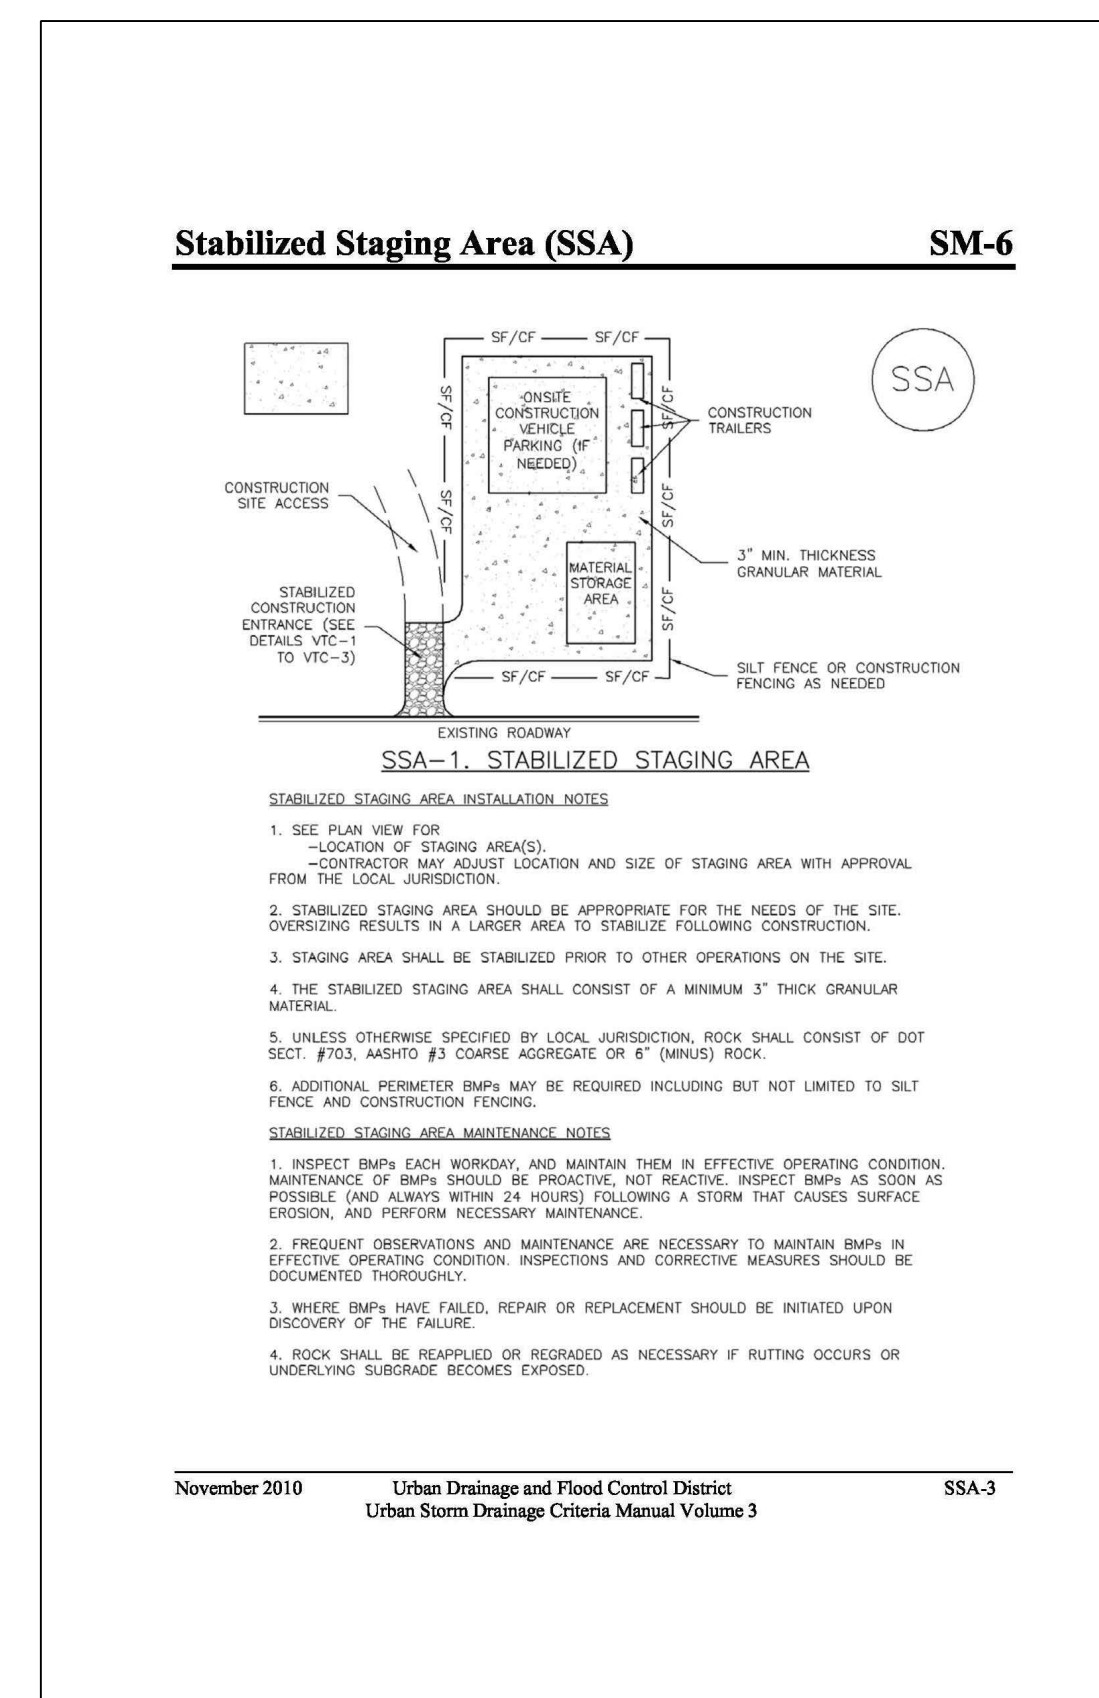 Stabilized Staging Area (SSA) SM-6
SF/CF SF/CF
SSA
SF/CF
SF/CF
ONSITE
CONSTRUCTION
VEHICLE
PARKING (IF
NEEDED)
SF/CF
CONSTRUCTION
TRAILERS
CONSTRUCTION
SITE ACCESS
SF/CF
SF/CF
3" MIN. THICKNESS
GRANULAR MATERIAL
MATERIAL
STORAGE
AREA
STABILIZED
CONSTRUCTION
ENTRANCE (SEE
DETAILS VTC-1
TO VTC-3)
SF/CF
SF/CF SF/CF
SILT FENCE OR CONSTRUCTION
FENCING AS NEEDED
EXISTING ROADWAY
SSA-1. STABILIZED STAGING AREA
STABILIZED STAGING AREA INSTALLATION NOTES
1. SEE PLAN VIEW FOR
-LOCATION OF STAGING AREA(S).
-CONTRACTOR MAY ADJUST LOCATION AND SIZE OF STAGING AREA WITH APPROVAL
FROM THE LOCAL JURISDICTION.
2. STABILIZED STAGING AREA SHOULD BE APPROPRIATE FOR THE NEEDS OF THE SITE.
OVERSIZING RESULTS IN A LARGER AREA TO STABILIZE FOLLOWING CONSTRUCTION.
3. STAGING AREA SHALL BE STABILIZED PRIOR TO OTHER OPERATIONS ON THE SITE.
4. THE STABILIZED STAGING AREA SHALL CONSIST OF A MINIMUM 3" THICK GRANULAR
MATERIAL.
5. UNLESS OTHERWISE SPECIFIED BY LOCAL JURISDICTION, ROCK SHALL CONSIST OF DOT
SECT. #703, AASHTO #3 COARSE AGGREGATE OR 6" (MINUS) ROCK.
6. ADDITIONAL PERIMETER BMPs MAY BE REQUIRED INCLUDING BUT NOT LIMITED TO SILT
FENCE AND CONSTRUCTION FENCING.
STABILIZED STAGING AREA MAINTENANCE NOTES
1. INSPECT BMPs EACH WORKDAY, AND MAINTAIN THEM IN EFFECTIVE OPERATING CONDITION.
MAINTENANCE OF BMPs SHOULD BE PROACTIVE, NOT REACTIVE. INSPECT BMPs AS SOON AS
POSSIBLE (AND ALWAYS WITHIN 24 HOURS) FOLLOWING A STORM THAT CAUSES SURFACE
EROSION, AND PERFORM NECESSARY MAINTENANCE.
2. FREQUENT OBSERVATIONS AND MAINTENANCE ARE NECESSARY TO MAINTAIN BMPs IN
EFFECTIVE OPERATING CONDITION. INSPECTIONS AND CORRECTIVE MEASURES SHOULD BE
DOCUMENTED THOROUGHLY.
3. WHERE BMPs HAVE FAILED, REPAIR OR REPLACEMENT SHOULD BE INITIATED UPON
DISCOVERY OF THE FAILURE.
4. ROCK SHALL BE REAPPLIED OR REGRADED AS NECESSARY IF RUTTING OCCURS OR
UNDERLYING SUBGRADE BECOMES EXPOSED.
November 2010 Urban Drainage and Flood Control District SSA-3
Urban Storm Drainage Criteria Manual Volume 3